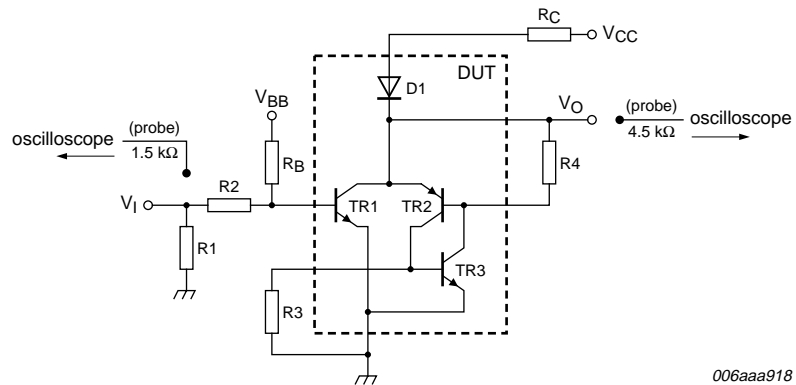 RC
VCC
DUT
D1
VBB
VO
(probe)
oscilloscope
4.5 kΩ
(probe)
oscilloscope
1.5 kΩ
RB
R4
R2
VI
TR1
TR2
R1
TR3
R3
006aaa918